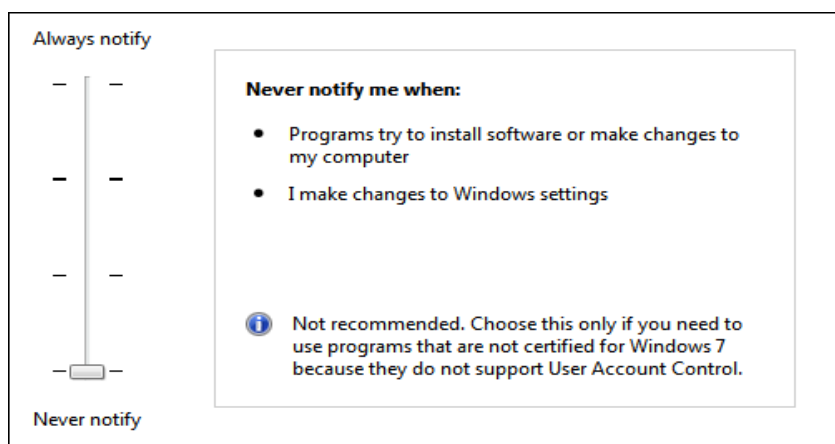 Always notify
Never notify me when:
• Programs try to install software or make changes to
my computer
• I make changes to Windows settings
Not recommended. Choose this only if you need to
use programs that are not certified for Windows 7
because they do not support User Account Control.
Never notify